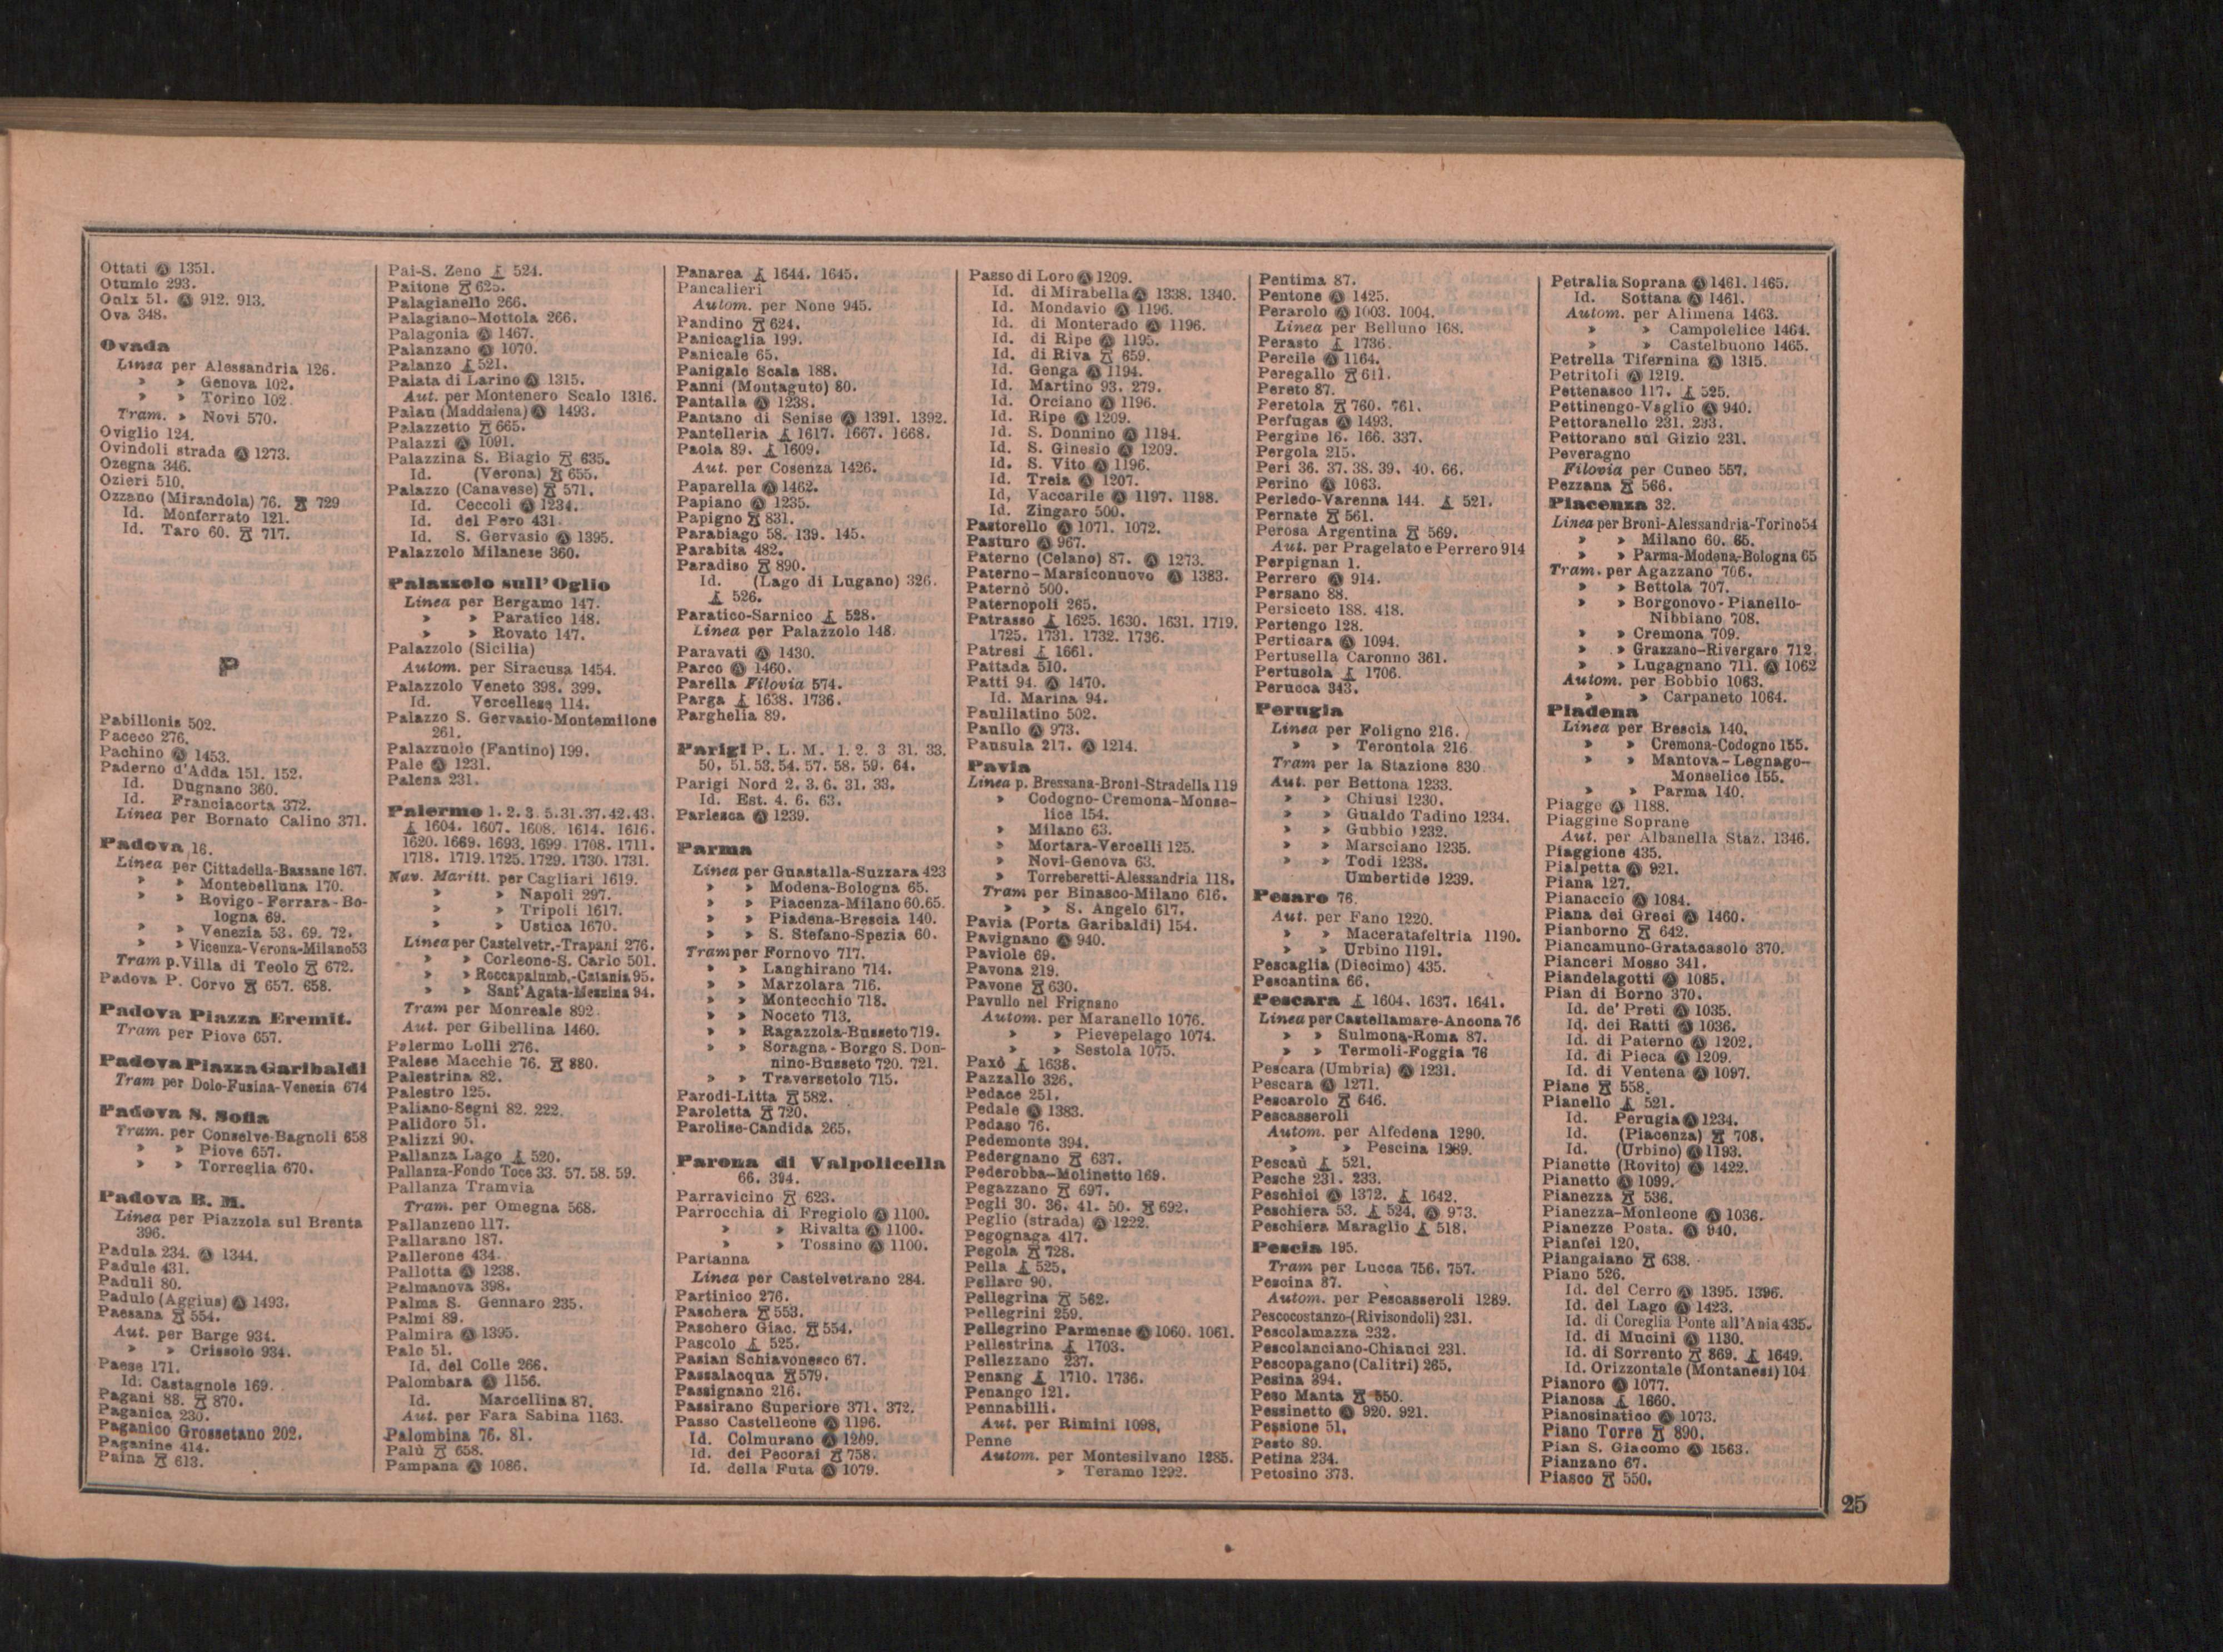 Ottati Ⓐ 1351.
Otumlo 293.
Oulx 51. Ⓐ 912. 913.
Ova 348.
Ovada
Linea per Alessandria 126.
» » Genova 102.
» » Torino 102
Tram. » Novi 570.
Oviglio 124.
Ovindoli strada Ⓐ 1273.
Ozegna 346.
Ozieri 510.
Ozzano (Mirandola) 76. 729
Id. Monferrato 121.
Id. Taro 60. 717.
P
Pabillonis 502.
Paceco 276.
Pachino Ⓐ 1453.
Paderno d'Adda 151. 152.
Id. Dugnano 360.
Id. Franciacorta 372.
Linea per Bornato Calino 371.
Padova 16.
Linea per Cittadella-Bassano 167.
» » Montebelluna 170.
» » Rovigo-Ferrara-Bo-
logna 69.
» » Venezia 53. 69. 72.
» » Vicenza-Verona-Milano 53
Tram p. Villa di Teolo 672.
Padova P. Corvo 657. 658.
Padova Piazza Eremit.
Tram per Piove 657.
Padova Piazza Garibaldi
Tram per Dolo-Fusina-Venezia 674
Padova S. Sofia
Tram. per Conselve-Bagnoli 658
» » Piove 657.
» » Torreglia 670.
Padova B. M.
Linea per Piazzola sul Brenta
396.
Padula 234. Ⓐ 1344.
Padule 431.
Paduli 80.
Padulo (Aggius) Ⓐ 1493.
Paesana 554.
Aut. per Barge 934.
» » Crissolo 934.
Paese 171.
Id. Castagnole 169.
Pagani 88. 870.
Paganica 230.
Paganico Grossetano 202.
Paganine 414.
Paina 613.
Pai-S. Zeno 524.
Paitone 625.
Palagianello 266.
Palagiano-Mottola 266.
Palagonia Ⓐ 1467.
Palanzano Ⓐ 1070.
Palanzo 521.
Palata di Larino Ⓐ 1315.
Aut. per Montenero Scalo 1316.
Palau (Maddalena) Ⓐ 1493.
Palazzetto 665.
Palazzi Ⓐ 1091.
Palazzina S. Biagio 635.
Id. (Verona) 655.
Palazzo (Canavese) 571.
Id. Ceccoli Ⓐ 1234.
Id. del Pero 431
Id. S. Gervasio Ⓐ 1395.
Palazzolo Milanese 360.
Palazzolo sull'Oglio
Linea per Bergamo 147.
» » Paratico 148.
» » Rovato 147.
Palazzolo (Sicilia)
Autom. per Siracusa 1454.
Palazzolo Veneto 398. 399.
Id. Vercellese 114.
Palazzo S. Gervasio-Montemilone
261.
Palazzuolo (Fantino) 199.
Pale Ⓐ 1231.
Palena 231.
Palermo 1. 2. 3. 5. 31. 37. 42. 43.
1604. 1607. 1608. 1614. 1616.
1620. 1669. 1693. 1699. 1708. 1711.
1718. 1719. 1725. 1729. 1730. 1731.
Nav. Maritt. per Cagliari 1619.
» » Napoli 297.
» » Tripoli 1617.
» » Ustica 1670.
Linea per Castelvetr.-Trapani 276.
» » Corleone-S. Carlo 501.
» » Roccapalumb.-Catania 95.
» » Sant'Agata-Messina 94.
Tram per Monreale 892
Aut. per Gibellina 1460.
Palermo Lolli 276.
Palese Macchie 76. 880.
Palestrina 82.
Palestro 125.
Paliano-Segni 82. 222.
Palidoro 51.
Palizzi 90.
Pallanza Lago 520.
Pallanza-Fondo Toce 33. 57. 58. 59.
Pallanza Tramvia
Tram. per Omegna 568.
Pallanzeno 117.
Pallarano 187.
Pallerone 434
Pallotta Ⓐ 1238.
Palmanova 398.
Palma S. Gennaro 235.
Palmi 89.
Palmira Ⓐ 1395.
Palo 51.
Id. del Colle 266.
Palombara Ⓐ 1156.
Id. Marcellina 87.
Aut. per Fara Sabina 1163.
Palombina 76. 81.
Palù 658.
Pampana Ⓐ 1086.
Panarea 1644. 1645.
Pancalieri
Autom. per None 945.
Pandino 624.
Panicaglia 199.
Panicale 65.
Panigale Scala 188.
Panni (Montaguto) 80.
Pantalla Ⓐ 1238.
Pantano di Senise Ⓐ 1391. 1392.
Pantelleria 1617. 1667. 1668.
Paola 89. 1609.
Aut. per Cosenza 1426.
Paparella Ⓐ 1462.
Papiano Ⓐ 1235.
Papigno 831.
Parabiago 58. 139. 145.
Parabita 482.
Paradiso 890.
Id. (Lago di Lugano) 326.
526.
Paratico-Sarnico 528.
Linea per Palazzolo 148.
Paravati Ⓐ 1430.
Parco Ⓐ 1460.
Parella Filovia 574.
Parga 1638. 1736.
Parghelia 89.
Parigi P. L. M. 1. 2. 3 31. 33.
50. 51. 53. 54. 57. 58. 59. 64.
Parigi Nord 2. 3. 6. 31. 33.
Id. Est. 4. 6. 63.
Parlesca Ⓐ 1239.
Parma
Linea per Guastalla-Suzzara 423
» » Modena-Bologna 65.
» » Piacenza-Milano 60.65.
» » Piadena-Brescia 140.
» » S. Stefano-Spezia 60.
Tram per Fornovo 717.
» » Langhirano 714.
» » Marzolara 716.
» » Montecchio 718.
» » Noceto 713.
» » Ragazzola-Busseto 719.
» » Soragna-Borgo S. Don-
nino-Busseto 720. 721.
» » Traversetolo 715.
Parodi-Litta 582.
Paroletta 720.
Parolise-Candida 265.
Parona di Valpolicella
66. 394.
Parravicino 623.
Parrocchia di Fregiolo Ⓐ 1100.
» » Rivalta Ⓐ 1100.
» » Tossino Ⓐ 1100.
Partanna
Linea per Castelvetrano 284.
Partinico 276.
Paschera 553.
Paschero Giac. 554.
Pascolo 525.
Pasian Schiavonesco 67.
Passalacqua 579.
Passignano 216.
Passirano Superiore 371. 372.
Passo Castelleone Ⓐ 1196.
Id. Colmurano Ⓐ 1209.
Id. dei Pecorai 758.
Id. della Futa Ⓐ 1079.
Passo di Loro Ⓐ 1209.
Id. di Mirabella Ⓐ 1338. 1340.
Id. Mondavio Ⓐ 1196.
Id. di Monterado Ⓐ 1196.
Id. di Ripe Ⓐ 1195.
Id. di Riva 659.
Id. Genga Ⓐ 1194.
Id. Martino 93. 279.
Id. Orciano Ⓐ 1196.
Id. Ripe Ⓐ 1209.
Id. S. Donnino Ⓐ 1194.
Id. S. Ginesio Ⓐ 1209.
Id. S. Vito Ⓐ 1196.
Id. Treia Ⓐ 1207.
Id, Vaccarile Ⓐ 1197. 1198.
Id. Zingaro 500.
Pastorello Ⓐ 1071. 1072.
Pasturo Ⓐ 967.
Paterno (Celano) 87. Ⓐ 1273.
Paterno-Marsiconuovo Ⓐ 1383.
Paternò 500.
Paternopoli 265.
Patrasso 1625. 1630. 1631. 1719.
1725. 1731. 1732. 1736.
Patresi 1661.
Pattada 510.
Patti 94. Ⓐ 1470.
Id. Marina 94.
Paulilatino 502.
Paullo Ⓐ 973.
Pausula 217. Ⓐ 1214.
Pavia
Linea p. Bressana-Broni-Stradella 119
» Codogno-Cremona-Monse-
lice 154.
» Milano 63.
» Mortara-Vercelli 125.
» Novi-Genova 63.
» Torreberetti-Alessandria 118.
Tram per Binasco-Milano 616.
» » S. Angelo 617.
Pavia (Porta Garibaldi) 154.
Pavignano Ⓐ 940.
Paviole 69.
Pavona 219.
Pavone 630.
Pavullo nel Frignano
Autom. per Maranello 1076.
» » Pievepelago 1074.
» » Sestola 1075.
Paxò 1638.
Pazzallo 326.
Pedace 251.
Pedale Ⓐ 1383.
Pedaso 76.
Pedemonte 394.
Pedergnano 637.
Pederobba-Molinetto 169.
Pegazzano 697.
Pegli 30. 36. 41. 50. 692.
Peglio (strada) Ⓐ 1222.
Pegognaga 417.
Pegola 728.
Pella 525.
Pellaro 90.
Pellegrina 562.
Pellegrini 259.
Pellegrino Parmense Ⓐ 1060. 1061.
Pellestrina 1703.
Pellezzano 237.
Penang 1710. 1736.
Penango 121.
Pennabilli.
Aut. per Rimini 1098,
Penne
Autom. per Montesilvano 1285.
» Teramo 1292.
Pentima 87.
Pentone Ⓐ 1425.
Perarolo Ⓐ 1003. 1004.
Linea per Belluno 168.
Perasto 1736.
Percile Ⓐ 1164.
Peregallo 611.
Pereto 87.
Peretola 760. 761.
Perfugas Ⓐ 1493.
Pergine 16. 166. 337.
Pergola 215.
Peri 36. 37. 38. 39. 40. 66.
Perino Ⓐ 1063.
Perledo-Varenna 144. 521.
Pernate 561.
Perosa Argentina 569.
Aut. per Pragelato e Perrero 914
Perpignan 1.
Perrero Ⓐ 914.
Persano 88.
Persiceto 188. 418.
Pertengo 128.
Perticara Ⓐ 1094.
Pertusella Caronno 361.
Pertusola 1706.
Perucca 343.
Perugia
Linea per Foligno 216.
» » Terontola 216
Tram per la Stazione 830
Aut. per Bettona 1233.
» » Chiusi 1230.
» » Gualdo Tadino 1234.
» » Gubbio 1232.
» » Marsciano 1235.
» » Todi 1238.
Umbertide 1239.
Pesaro 76.
Aut. per Fano 1220.
» » Maceratafeltria 1190.
» » Urbino 1191.
Pescaglia (Diecimo) 435.
Pescantina 66.
Pescara 1604. 1637. 1641.
Linea per Castellamare-Ancona 76
» » Sulmona-Roma 87.
» » Termoli-Foggia 76
Pescara (Umbria) Ⓐ 1231.
Pescara Ⓐ 1271.
Pescarolo 646.
Pescasseroli
Autom. per Alfedena 1290.
» » Pescina 1289.
Pescaù 521.
Pesche 231. 233.
Peschici Ⓐ 1372. 1642.
Peschiera 53. 524. Ⓐ 973.
Peschiera Maraglio 518.
Pescia 195.
Tram per Lucca 756. 757.
Pescina 87.
Autom. per Pescasseroli 1289.
Pescocostanzo-(Rivisondoli) 231.
Pescolamazza 232.
Pescolanciano-Chiauci 231.
Pescopagano (Calitri) 265.
Pesina 394.
Peso Manta 550.
Pessinetto Ⓐ 920. 921.
Pessione 51.
Pesto 89.
Petina 234.
Petosino 373.
Petralia Soprana Ⓐ 1461. 1465.
Id. Sottana Ⓐ 1461.
Autom. per Alimena 1463.
» » Campofelice 1464.
» » Castelbuono 1465.
Petrella Tifernina Ⓐ 1315.
Petritoli Ⓐ 1219.
Pettenasco 117. 525.
Pettinengo-Vaglio Ⓐ 940.
Pettoranello 231. 233.
Pettorano sul Gizio 231.
Peveragno
Filovia per Cuneo 557.
Pezzana 566.
Piacenza 32.
Linea per Broni-Alessandria-Torino 54
» » Milano 60. 65.
» » Parma-Modena-Bologna 65
Tram. per Agazzano 706.
» » Bettola 707.
» » Borgonovo-Pianello-
Nibbiano 708.
» » Cremona 709.
» » Grazzano-Rivergaro 712
» » Lugagnano 711. Ⓐ 1062
Autom. per Bobbio 1063.
» » Carpaneto 1064.
Piadena
Linea per Brescia 140.
» » Cremona-Codogno 155.
» » Mantova-Legnago-
Monselice 155.
» » Parma 140.
Piagge Ⓐ 1188.
Piaggine Soprane
Aut. per Albanella Staz. 1346.
Piaggione 435.
Pialpetta Ⓐ 921.
Piana 127.
Pianaccio Ⓐ 1084.
Piana dei Greci Ⓐ 1460.
Pianborno 642.
Piancamuno-Gratacasolo 370.
Pianceri Mosso 341.
Piandelagotti Ⓐ 1085.
Pian di Borno 370.
Id. de' Preti Ⓐ 1035.
Id. dei Ratti Ⓐ 1036.
Id. di Paterno Ⓐ 1202.
Id. di Pieca Ⓐ 1209.
Id. di Ventena Ⓐ 1097.
Piane 558.
Pianello 521.
Id. Perugia Ⓐ 1234.
Id. (Piacenza) 708.
Id. (Urbino) Ⓐ 1193.
Pianette (Rovito) Ⓐ 1422.
Pianetto Ⓐ 1099.
Pianezza 536.
Pianezza-Monleone Ⓐ 1036.
Pianezze Posta. Ⓐ 940.
Pianfei 120.
Piangaiano 638.
Piano 526.
Id. del Cerro Ⓐ 1395. 1396.
Id. del Lago Ⓐ 1423.
Id. di Coreglia Ponte all'Ania 435.
Id. di Mucini Ⓐ 1130.
Id. di Sorrento 869. 1649.
Id. Orizzontale (Montanesi) 104
Pianoro Ⓐ 1077.
Pianosa 1660.
Pianosinatico Ⓐ 1073.
Piano Torre 890.
Pian S. Giacomo Ⓐ 1563.
Pianzano 67.
Piasco 550.
25